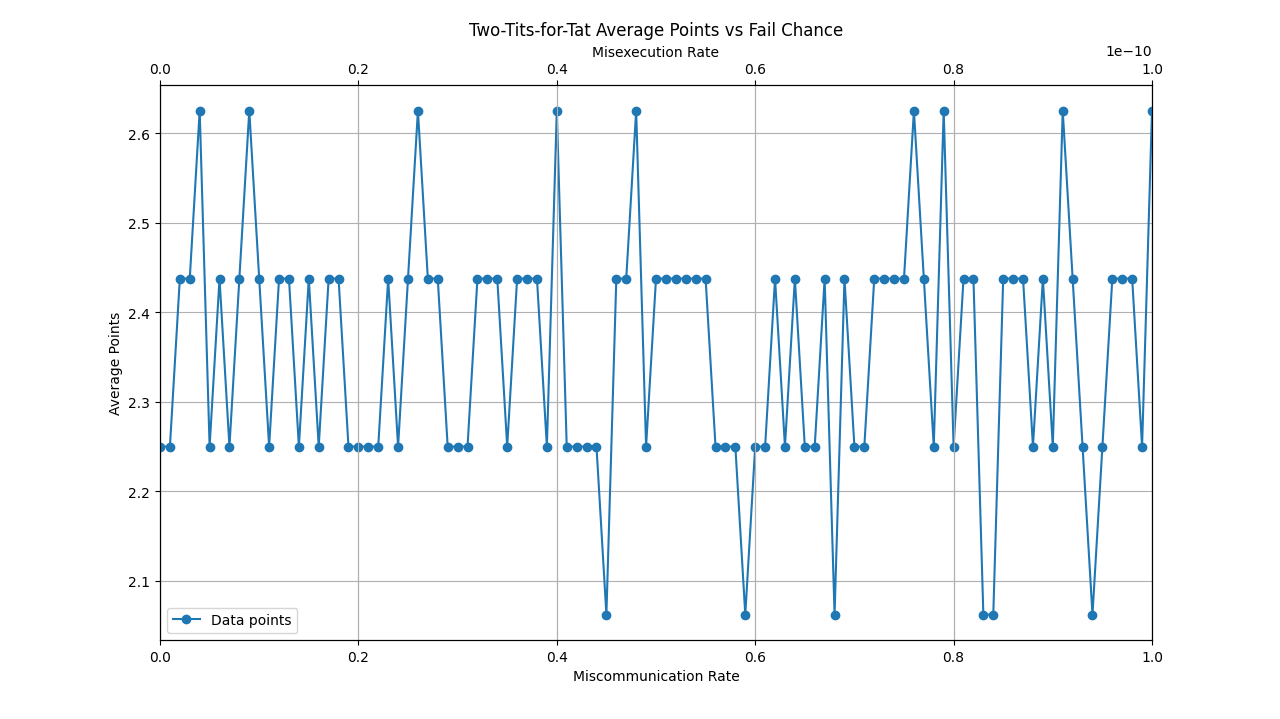 Two-Tits-for-Tat Average Points vs Fail Chance
Misexecution Rate
1e−10
0.0 0.2 0.4 0.6 0.8 1.0
2.6
2.5
2.4
2.3
2.2
2.1
Average Points
Data points
0.0 0.2 0.4 0.6 0.8 1.0
Miscommunication Rate